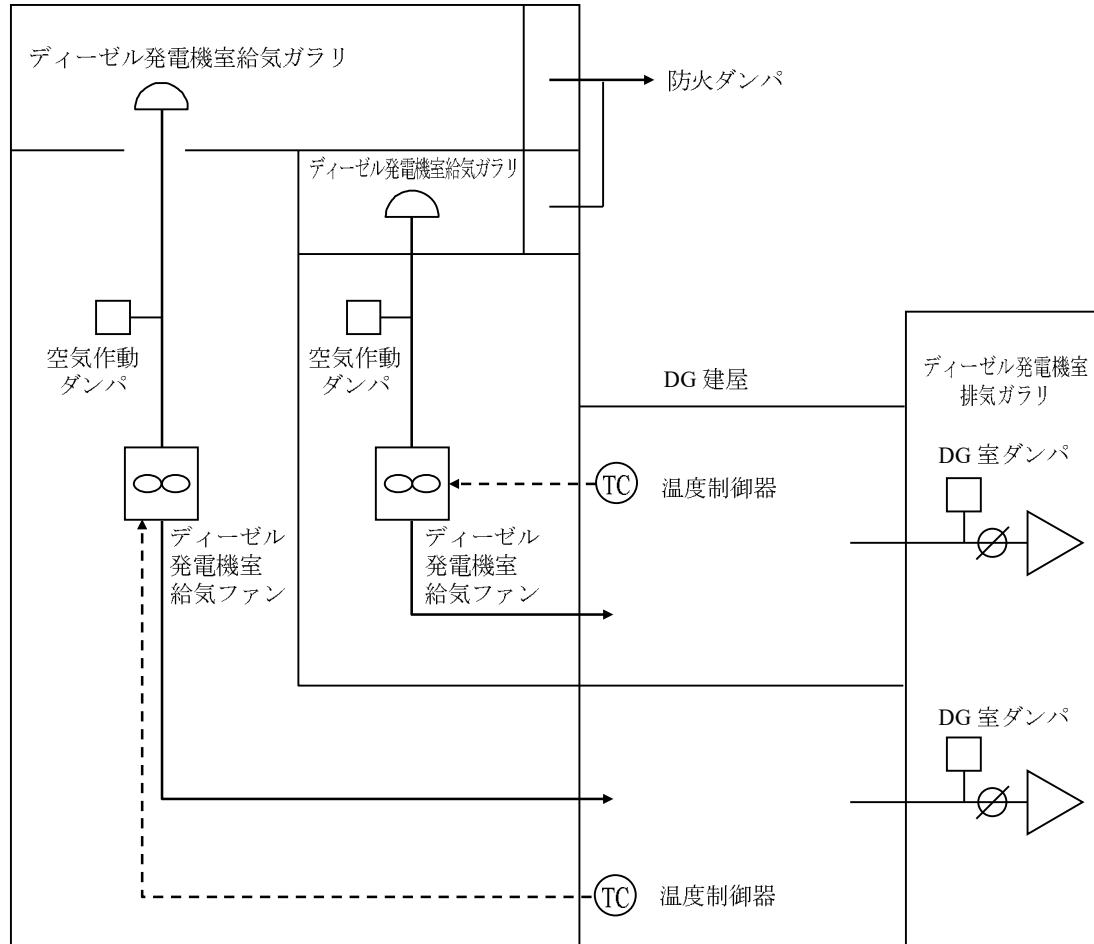 ディーゼル発電機室給気ガラリ
防火ダンパ
ディーゼル発電機室給気ガラリ
空気作動
ダンパ
空気作動
ダンパ
DG 建屋
ディーゼル発電機室
排気ガラリ
DG 室ダンパ
TC
温度制御器
ディーゼル
発電機室
給気ファン
ディーゼル
発電機室
給気ファン
DG 室ダンパ
TC
温度制御器